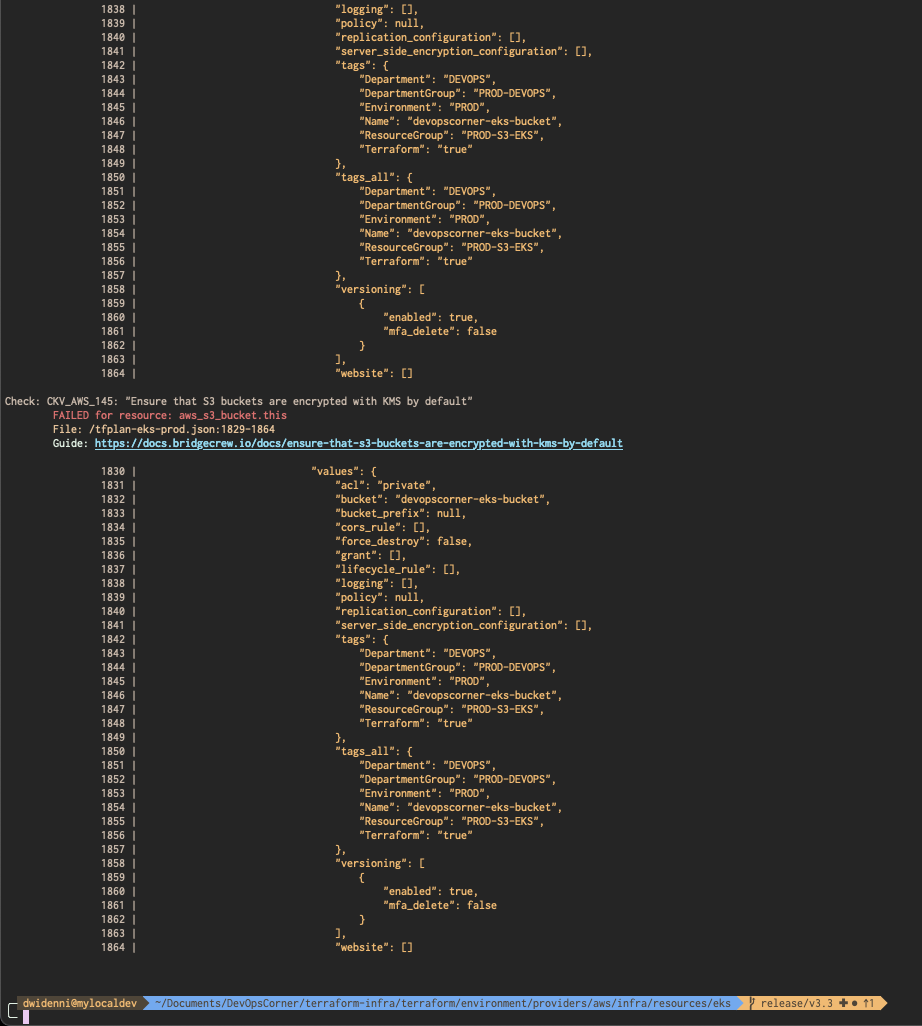 1838 | "logging": [],
1839 | "policy": null,
1840 | "replication_configuration": [],
1841 | "server_side_encryption_configuration": [],
1842 | "tags": {
1843 | "Department": "DEVOPS",
1844 | "DepartmentGroup": "PROD-DEVOPS",
1845 | "Environment": "PROD",
1846 | "Name": "devopscorner-eks-bucket",
1847 | "ResourceGroup": "PROD-S3-EKS",
1848 | "Terraform": "true"
1849 | },
1850 | "tags_all": {
1851 | "Department": "DEVOPS",
1852 | "DepartmentGroup": "PROD-DEVOPS",
1853 | "Environment": "PROD",
1854 | "Name": "devopscorner-eks-bucket",
1855 | "ResourceGroup": "PROD-S3-EKS",
1856 | "Terraform": "true"
1857 | },
1858 | "versioning": [
1859 | {
1860 | "enabled": true,
1861 | "mfa_delete": false
1862 | }
1863 | ],
1864 | "website": []
Check: CKV_AWS_145: "Ensure that S3 buckets are encrypted with KMS by default"
FAILED for resource: aws_s3_bucket.this
File: /tfplan-eks-prod.json:1829-1864
Guide: https://docs.bridgecrew.io/docs/ensure-that-s3-buckets-are-encrypted-with-kms-by-default
1830 | "values": {
1831 | "acl": "private",
1832 | "bucket": "devopscorner-eks-bucket",
1833 | "bucket_prefix": null,
1834 | "cors_rule": [],
1835 | "force_destroy": false,
1836 | "grant": [],
1837 | "lifecycle_rule": [],
1838 | "logging": [],
1839 | "policy": null,
1840 | "replication_configuration": [],
1841 | "server_side_encryption_configuration": [],
1842 | "tags": {
1843 | "Department": "DEVOPS",
1844 | "DepartmentGroup": "PROD-DEVOPS",
1845 | "Environment": "PROD",
1846 | "Name": "devopscorner-eks-bucket",
1847 | "ResourceGroup": "PROD-S3-EKS",
1848 | "Terraform": "true"
1849 | },
1850 | "tags_all": {
1851 | "Department": "DEVOPS",
1852 | "DepartmentGroup": "PROD-DEVOPS",
1853 | "Environment": "PROD",
1854 | "Name": "devopscorner-eks-bucket",
1855 | "ResourceGroup": "PROD-S3-EKS",
1856 | "Terraform": "true"
1857 | },
1858 | "versioning": [
1859 | {
1860 | "enabled": true,
1861 | "mfa_delete": false
1862 | }
1863 | ],
1864 | "website": []
dwidenni@mylocaldev ~/Documents/DevOpsCorner/terraform-infra/terraform/environment/providers/aws/infra/resources/eks release/v3.3 ✚ ● ↑1